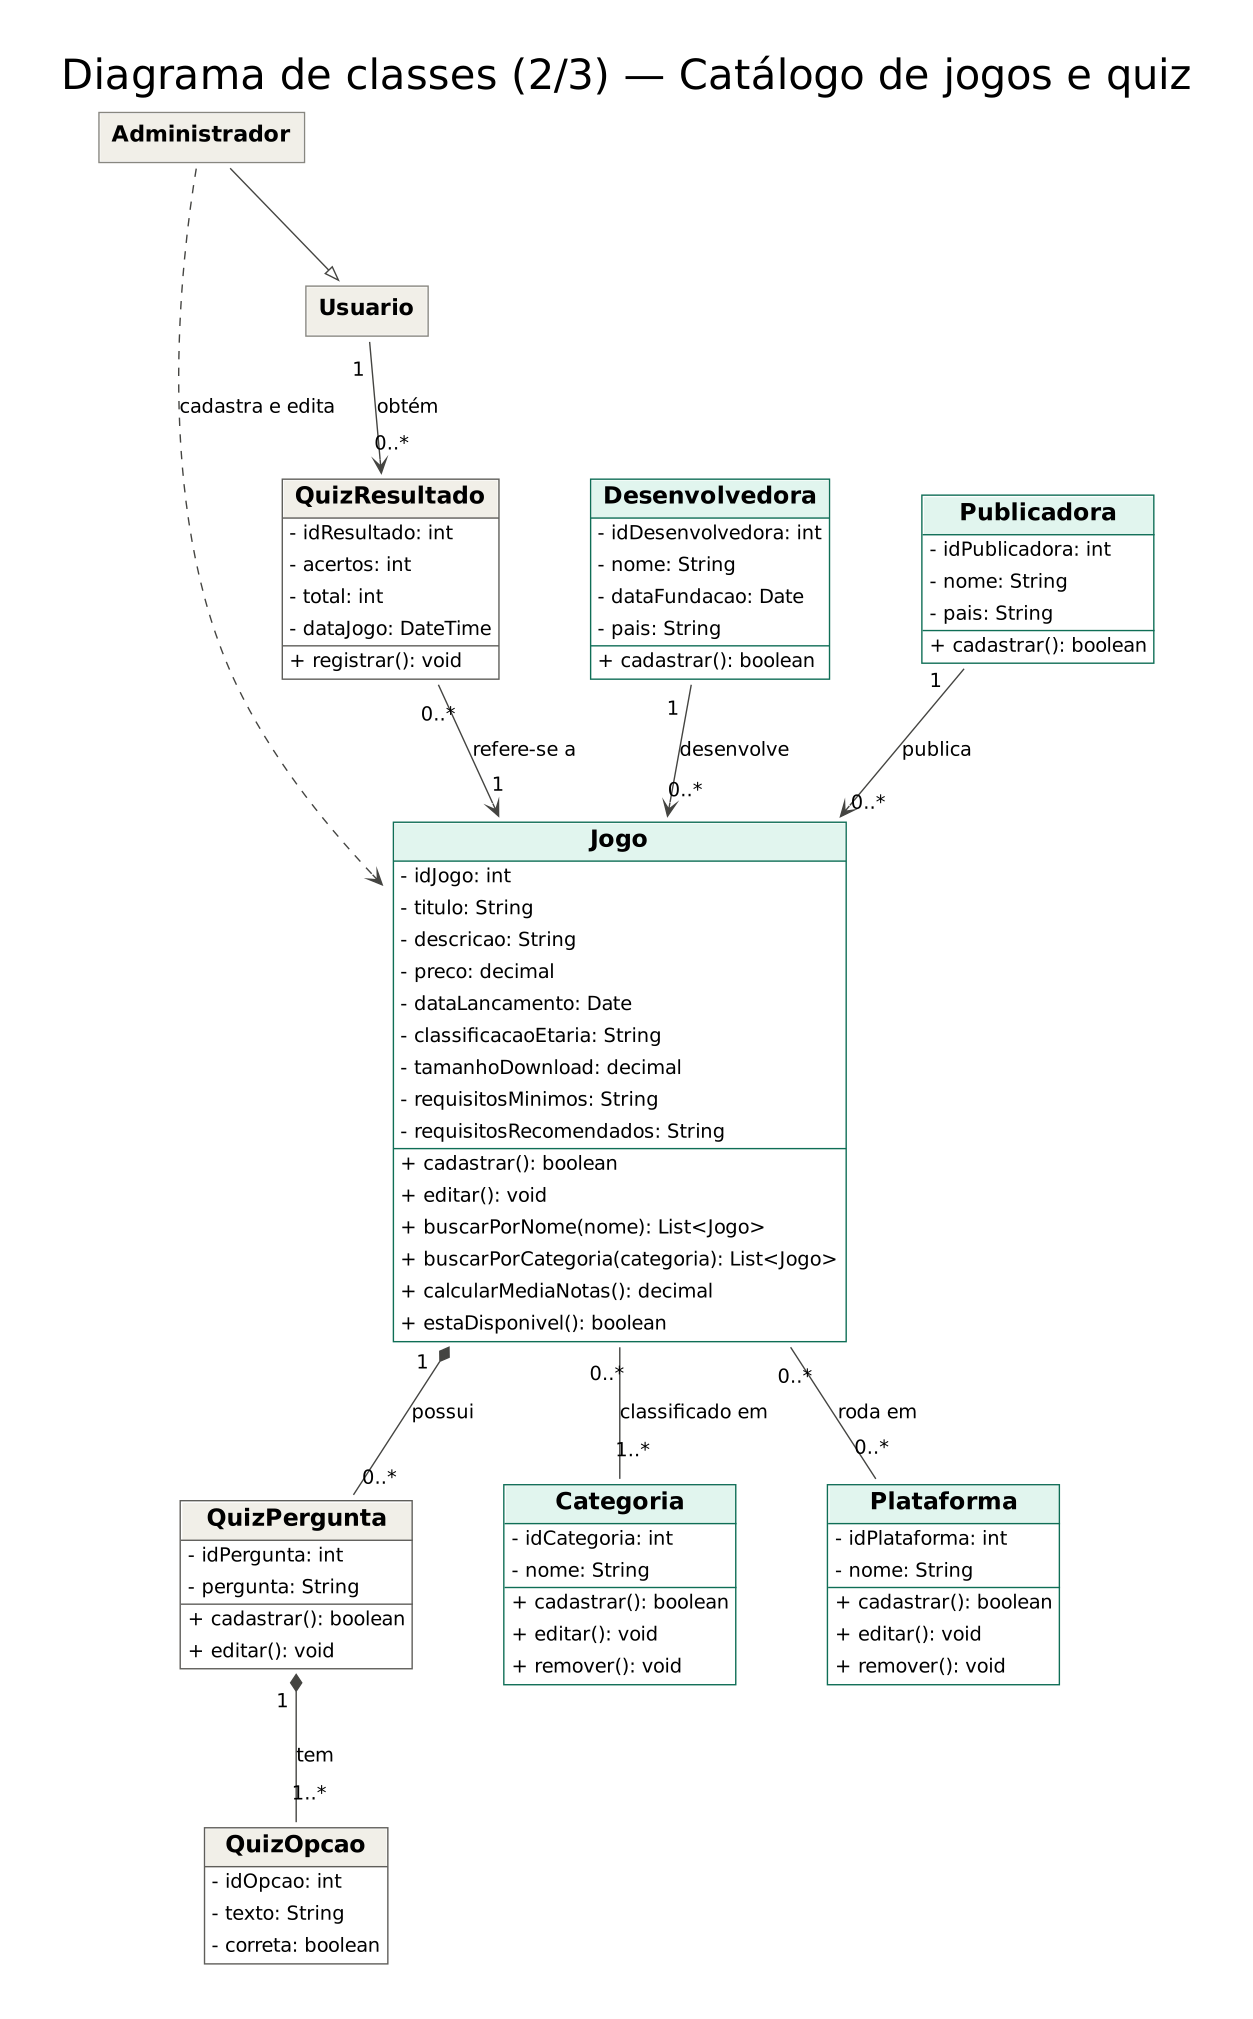 Diagrama de classes (2/3) — Catálogo de jogos e quiz
Administrador
Usuario
1
cadastra e edita
obtém
0..*
QuizResultado
- idResultado: int
- acertos: int
- total: int
- dataJogo: DateTime
+ registrar(): void
Desenvolvedora
- idDesenvolvedora: int
- nome: String
- dataFundacao: Date
- pais: String
+ cadastrar(): boolean
Publicadora
- idPublicadora: int
- nome: String
- pais: String
+ cadastrar(): boolean
0..*
refere-se a
1
1
desenvolve
0..*
1
publica
0..*
Jogo
- idJogo: int
- titulo: String
- descricao: String
- preco: decimal
- dataLancamento: Date
- classificacaoEtaria: String
- tamanhoDownload: decimal
- requisitosMinimos: String
- requisitosRecomendados: String
+ cadastrar(): boolean
+ editar(): void
+ buscarPorNome(nome): List<Jogo>
+ buscarPorCategoria(categoria): List<Jogo>
+ calcularMediaNotas(): decimal
+ estaDisponivel(): boolean
1
possui
0..*
0..*
classificado em
1..*
0..*
roda em
0..*
QuizPergunta
- idPergunta: int
- pergunta: String
+ cadastrar(): boolean
+ editar(): void
Categoria
- idCategoria: int
- nome: String
+ cadastrar(): boolean
+ editar(): void
+ remover(): void
Plataforma
- idPlataforma: int
- nome: String
+ cadastrar(): boolean
+ editar(): void
+ remover(): void
1
tem
1..*
QuizOpcao
- idOpcao: int
- texto: String
- correta: boolean